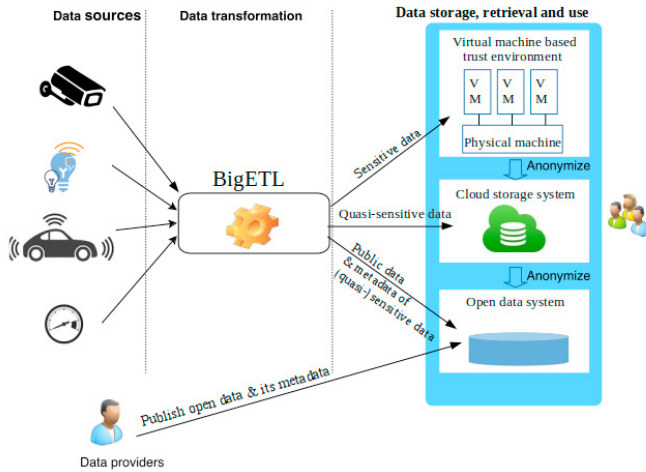 Data sources
Data transformation
Data storage, retrieval and use
Virtual machine based
trust environment
V
M
V
M
V
M
Physical machine
Anonymize
BigETL
Sensitive data
Quasi-sensitive data
Cloud storage system
Public data
& metadata of
(quasi-) sensitive data
Anonymize
Open data system
Publish open data & its metadata
Data providers